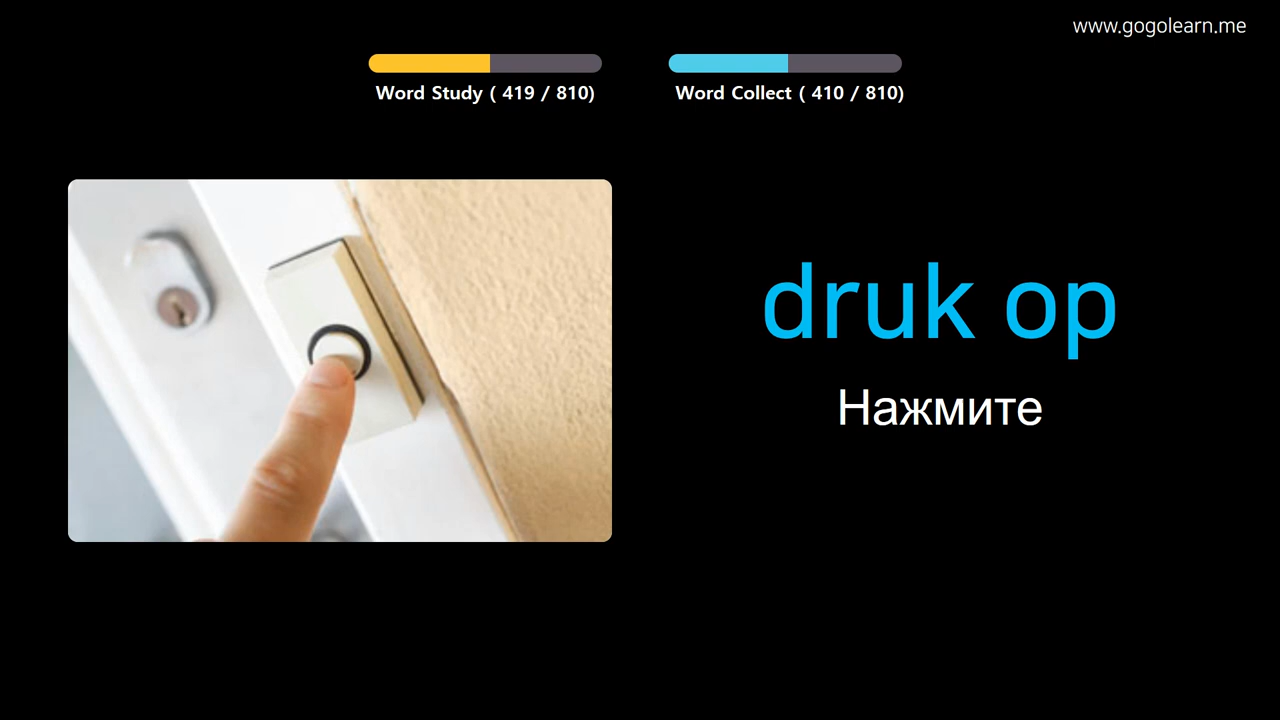 www.gogolearn.me
Word Study ( 419 / 810)
Word Collect ( 410 / 810)
druk op
Нажмите